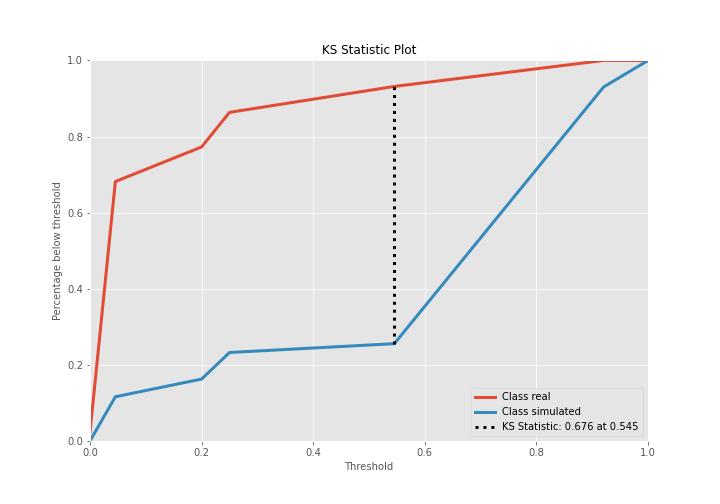 KS Statistic Plot
1.0
0.8
0.6
0.4
0.2
0.0
Percentage below threshold
0.0 0.2 0.4 0.6 0.8 1.0
Threshold
Class real
Class simulated
KS Statistic: 0.676 at 0.545